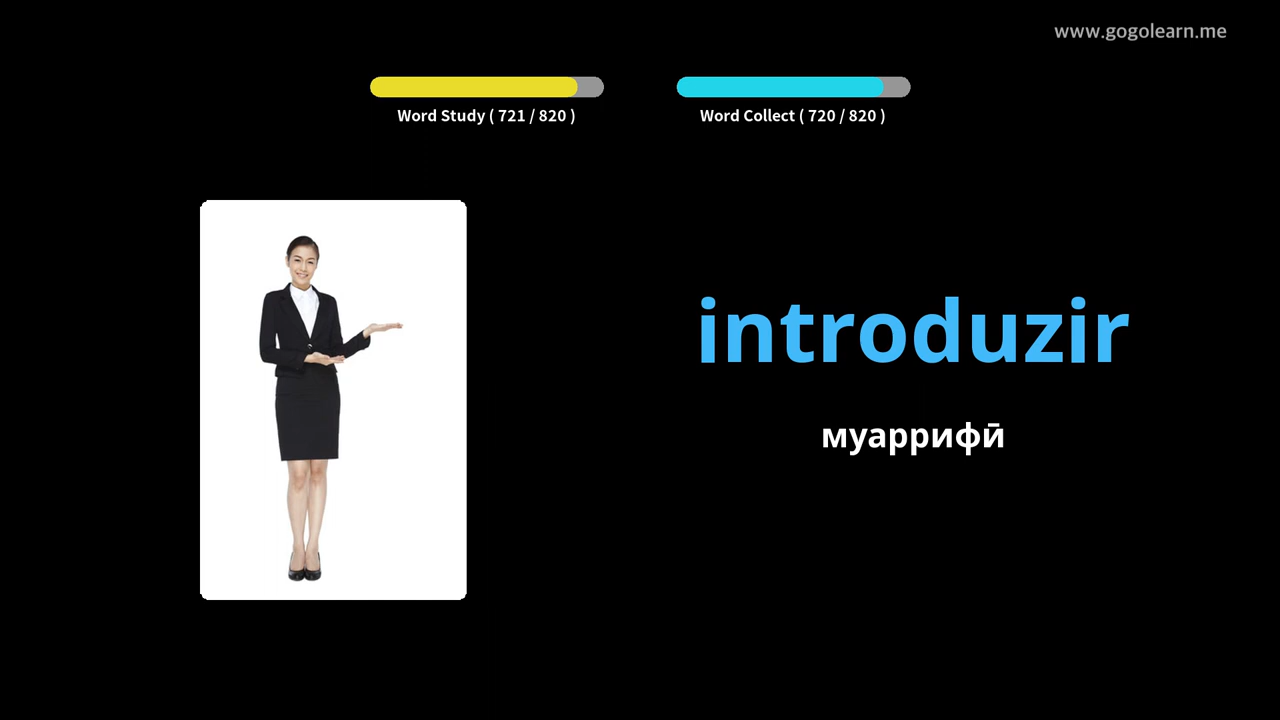 www.gogolearn.me
Word Study ( 721 / 820 )
Word Collect ( 720 / 820 )
introduzir
муаррифӣ